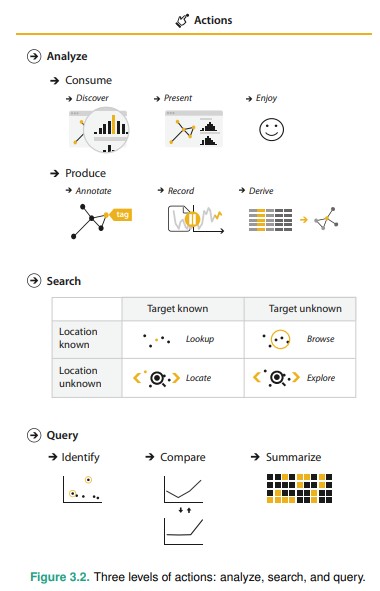 Actions
Analyze
Consume
Discover
Present
Enjoy
Produce
Annotate
Record
Derive
tag
Search
Target known
Target unknown
Location known
Lookup
Browse
Location unknown
Locate
Explore
Query
Identify
Compare
Summarize
Figure 3.2. Three levels of actions: analyze, search, and query.